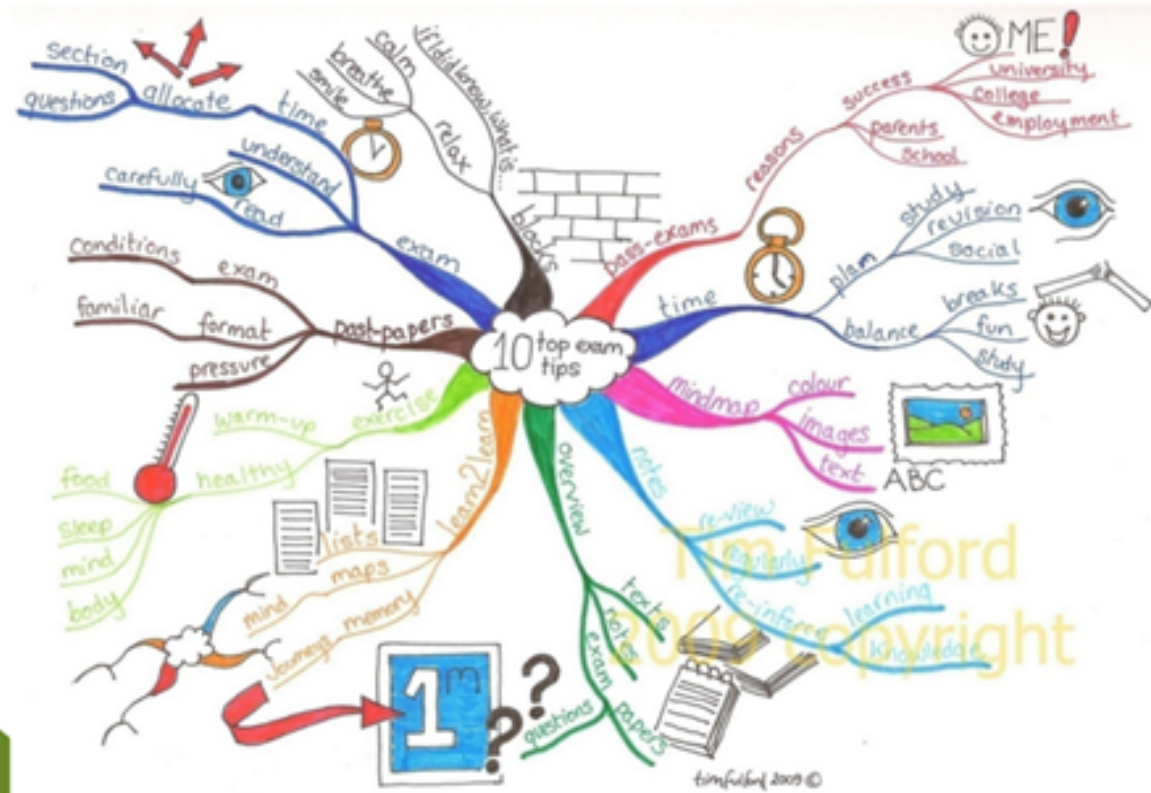 10 top exam
tips
pass-exams
reasons
success
ME!
university
college
employment
parents
school
time
plan
study
revision
social
balance
breaks
fun
study
mindmap
colour
images
text
ABC
notes
re-view
regularly
re-inforce
learning
knowledge
overview
texts
notes
exam
papers
questions
learn2learn
lists
maps
mind
memory
Journeys
1
m
?
?
exercise
warm-up
healthy
food
sleep
mind
body
past-papers
exam
conditions
format
familiar
pressure
exam
time
allocate
section
questions
understand
read
carefully
blocks
relax
calm
breathe
smile
if I did know, what is...
Tim Fulford
2009 copyright
timfulford 2009 ©